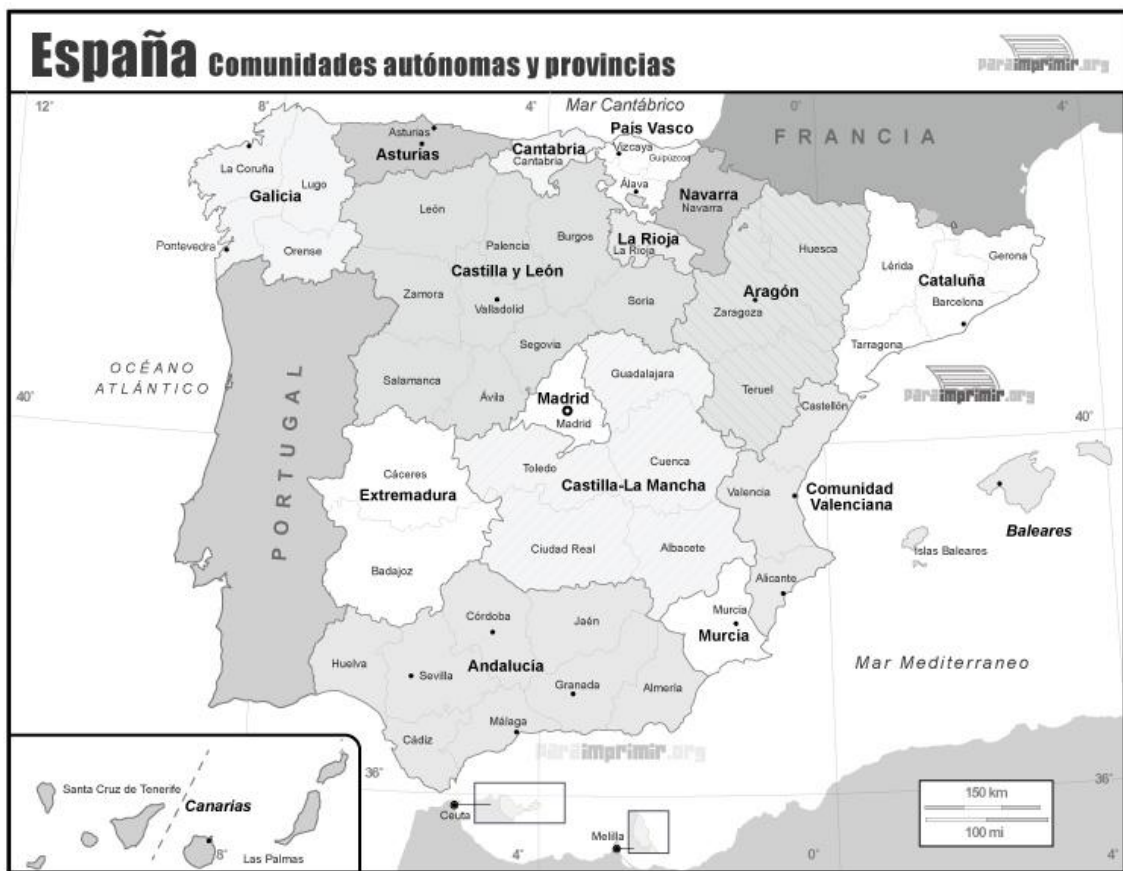 España Comunidades autónomas y provincias
paraimprimir.org
12°
8°
4°
Mar Cantábrico
0°
4°
País Vasco
FRANCIA
Asturias
Asturias
Cantabria
Cantabria
Vizcaya
Guipúzcoa
La Coruña
Lugo
Galicia
Álava
Navarra
Navarra
León
Pontevedra
Orense
Palencia
Burgos
La Rioja
La Rioja
Huesca
Lérida
Gerona
Castilla y León
Cataluña
Zamora
Valladolid
Soria
Aragón
Zaragoza
Barcelona
Segovia
Tarragona
OCÉANO
ATLÁNTICO
Salamanca
Ávila
Guadalajara
Teruel
paraimprimir.org
40°
Madrid
Madrid
Castellón
40°
PORTUGAL
Cáceres
Extremadura
Toledo
Cuenca
Castilla-La Mancha
Valencia
Comunidad
Valenciana
Baleares
Islas Baleares
Ciudad Real
Albacete
Badajoz
Alicante
Córdoba
Jaén
Murcia
Murcia
Huelva
Sevilla
Andalucía
Granada
Almería
Mar Mediterraneo
Málaga
Cádiz
paraimprimir.org
36°
36°
Santa Cruz de Tenerife
Canarias
Las Palmas
8°
Ceuta
Melilla
4°
0°
4°
150 km
100 mi